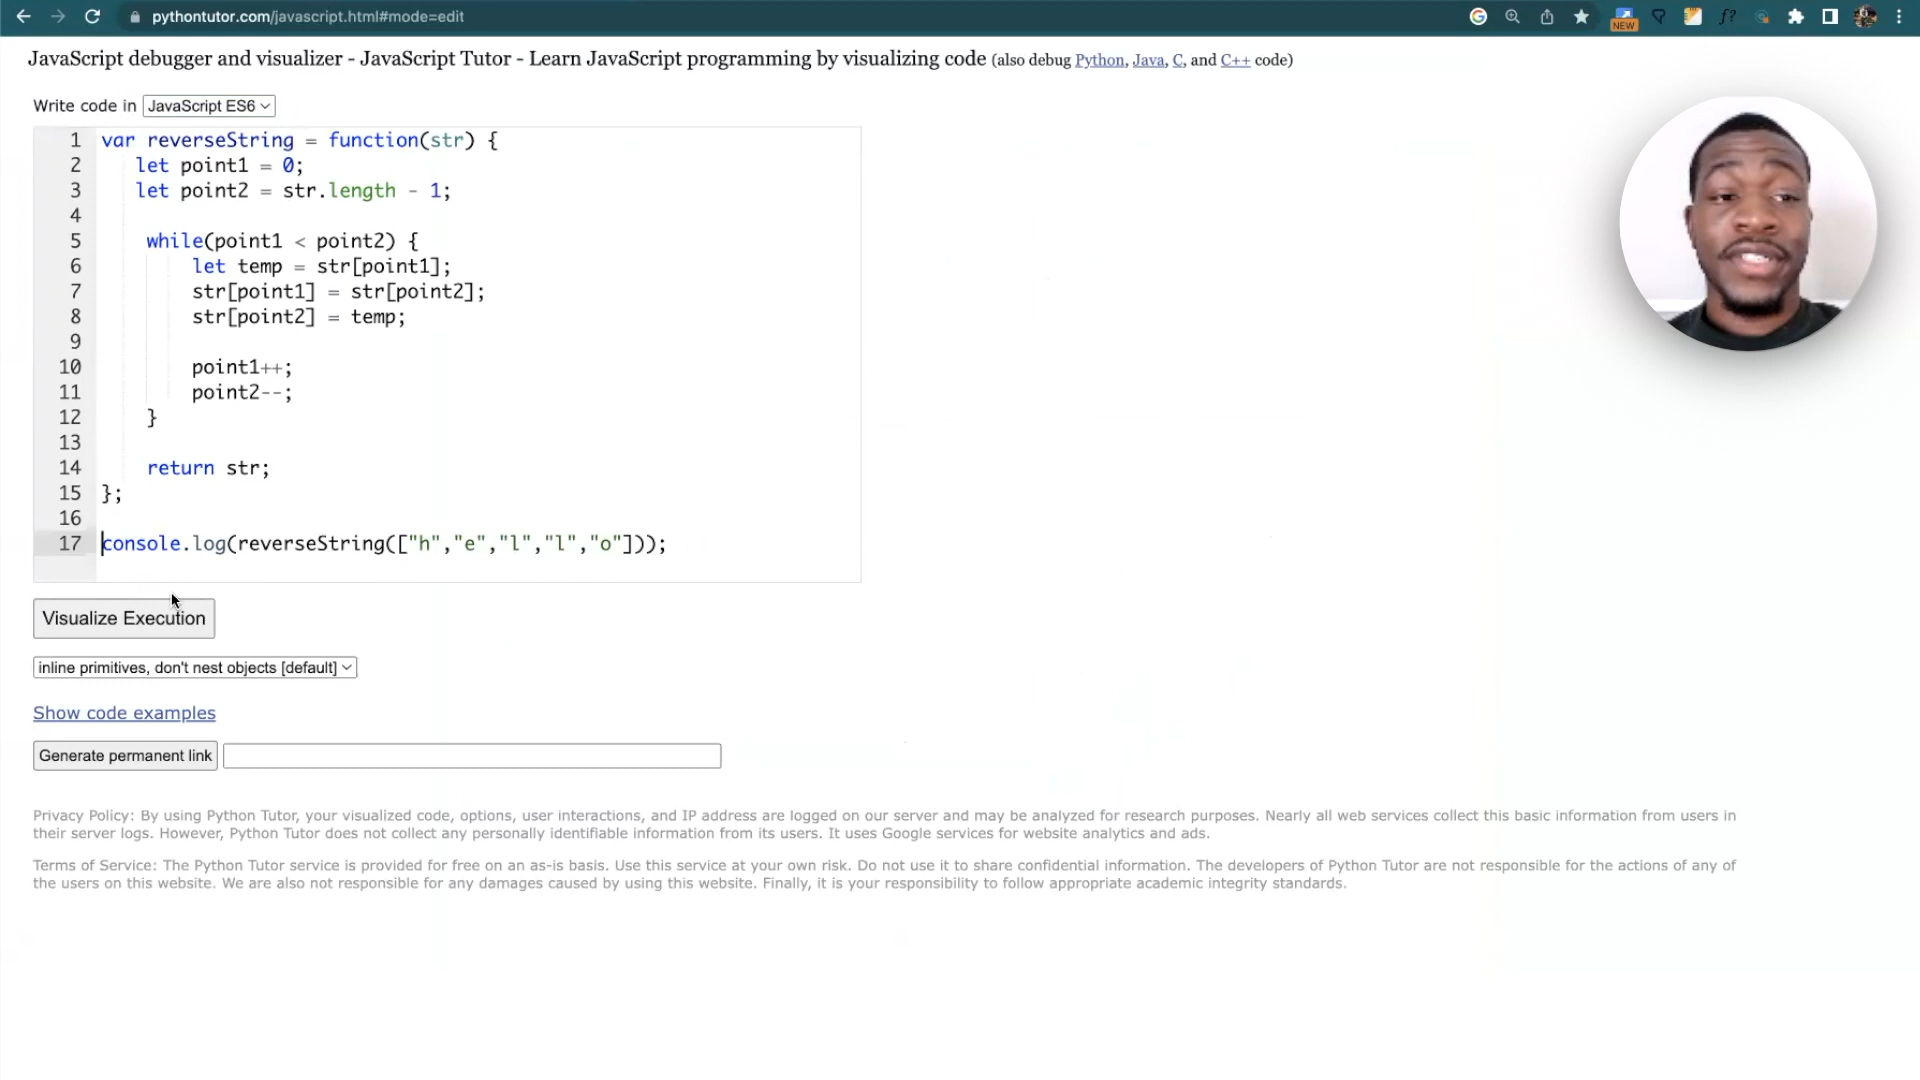 pythontutor.com/javascript.html#mode=edit
NEW
f?
JavaScript debugger and visualizer - JavaScript Tutor - Learn JavaScript programming by visualizing code (also debug Python, Java, C, and C++ code)
Write code in JavaScript ES6
1 var reverseString = function(str) {
2 let point1 = 0;
3 let point2 = str.length - 1;
4
5 while(point1 < point2) {
6 let temp = str[point1];
7 str[point1] = str[point2];
8 str[point2] = temp;
9
10 point1++;
11 point2--;
12 }
13
14 return str;
15 };
16
17 console.log(reverseString(["h","e","l","l","o"]));
Visualize Execution
inline primitives, don't nest objects [default]
Show code examples
Generate permanent link
Privacy Policy: By using Python Tutor, your visualized code, options, user interactions, and IP address are logged on our server and may be analyzed for research purposes. Nearly all web services collect this basic information from users in
their server logs. However, Python Tutor does not collect any personally identifiable information from its users. It uses Google services for website analytics and ads.
Terms of Service: The Python Tutor service is provided for free on an as-is basis. Use this service at your own risk. Do not use it to share confidential information. The developers of Python Tutor are not responsible for the actions of any of
the users on this website. We are also not responsible for any damages caused by using this website. Finally, it is your responsibility to follow appropriate academic integrity standards.